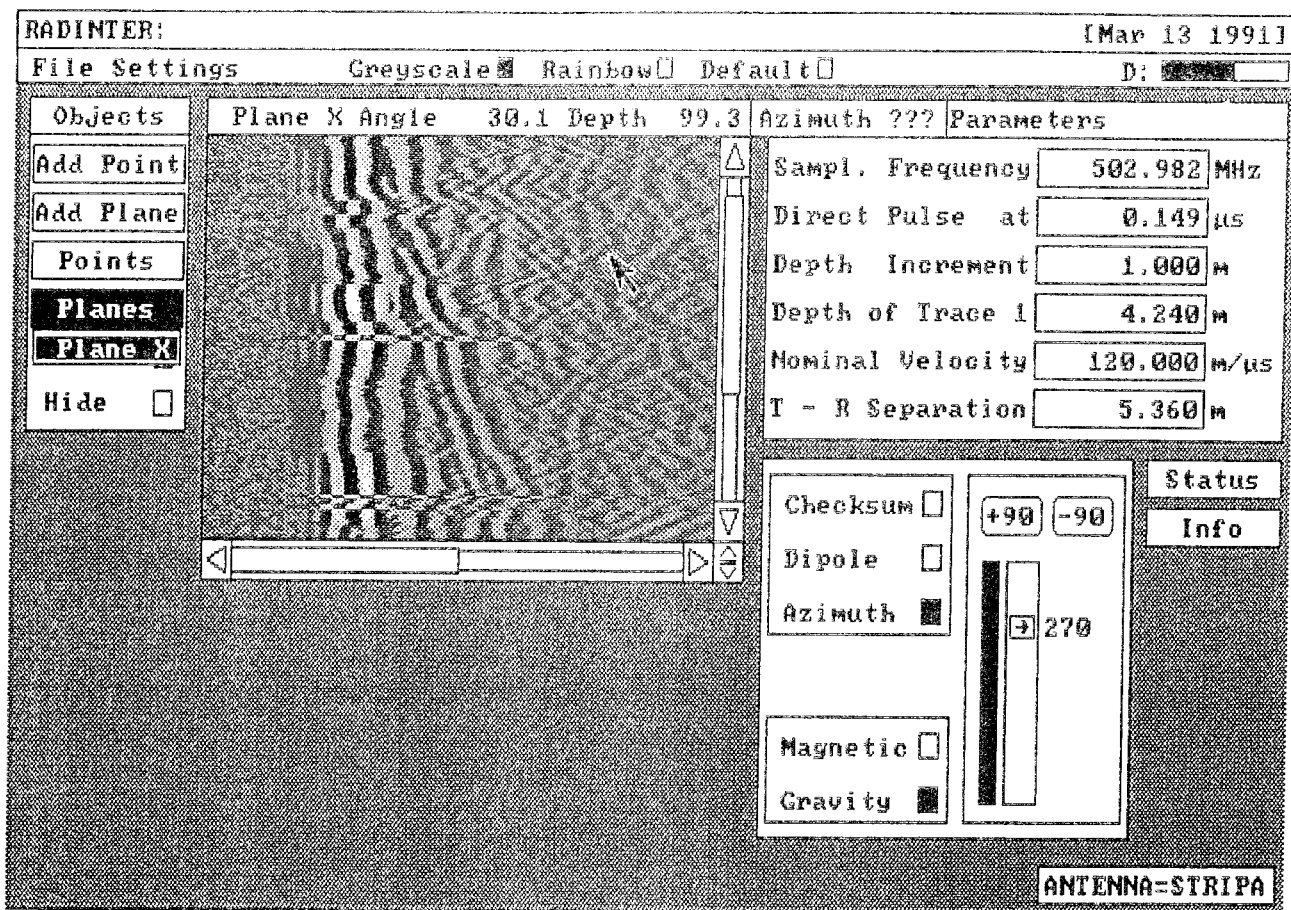 RADINTER: [Mar 13 1991]
File Settings Greyscale Rainbow Default D:
Objects
Add Point
Add Plane
Points
Planes
Plane X
Hide
Plane X Angle 30.1 Depth 99.3 Azimuth ??? Parameters
Sampl. Frequency 502.982 MHz
Direct Pulse at 0.149 µs
Depth Increment 1.000 m
Depth of Trace 1 4.240 m
Nominal Velocity 120.000 m/µs
T - R Separation 5.360 m
Checksum
Dipole
Azimuth
+90 -90
270
Magnetic
Gravity
Status
Info
ANTENNA=STRIPA